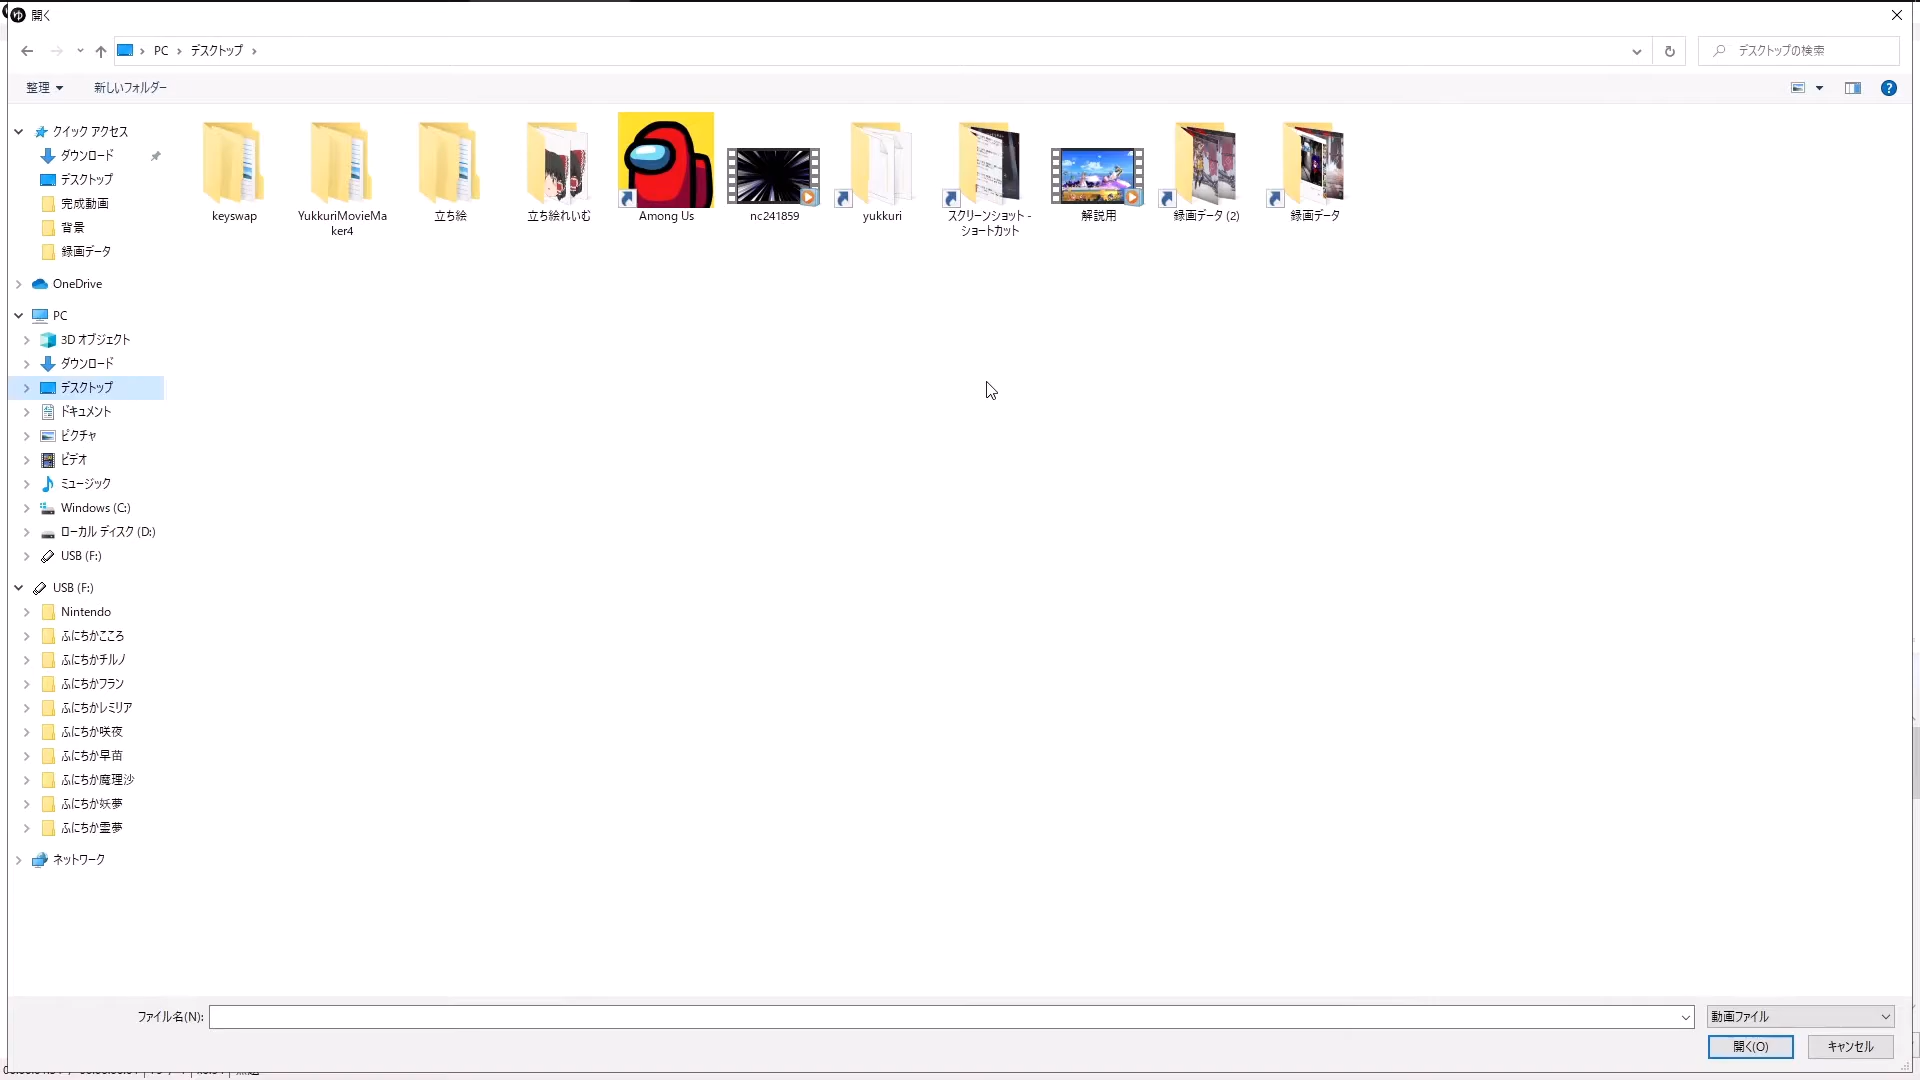 ゆ 開く
PC デスクトップ
デスクトップの検索
整理 新しいフォルダー
クイック アクセス
ダウンロード
デスクトップ
完成動画
背景
録画データ
OneDrive
PC
3D オブジェクト
ダウンロード
デスクトップ
ドキュメント
ピクチャ
ビデオ
ミュージック
Windows (C:)
ローカル ディスク (D:)
USB (F:)
USB (F:)
Nintendo
ふにちかこころ
ふにちかチルノ
ふにちかフラン
ふにちかレミリア
ふにちか咲夜
ふにちか早苗
ふにちか魔理沙
ふにちか妖夢
ふにちか霊夢
ネットワーク
keyswap
YukkuriMovieMa
ker4
立ち絵
立ち絵れいむ
Among Us
nc241859
yukkuri
スクリーンショット -
ショートカット
解説用
録画データ (2)
録画データ
ファイル名(N):
動画ファイル
開く(O)
キャンセル